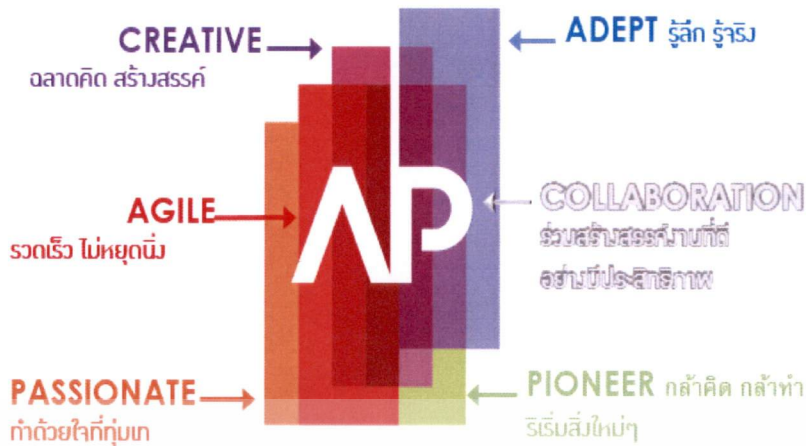 CREATIVE
ฉลาดคิด สร้างสรรค์
ADEPT รู้ลึก รู้จริง
AP
AGILE
รวดเร็ว ไม่หยุดนิ่ง
COLLABORATION
ร่วมสร้างสรรค์งานที่ดี
อย่างมีประสิทธิภาพ
PASSIONATE
ทำด้วยใจที่ทุ่มเท
PIONEER กล้าคิด กล้าทำ
ริเริ่มสิ่งใหม่ๆ